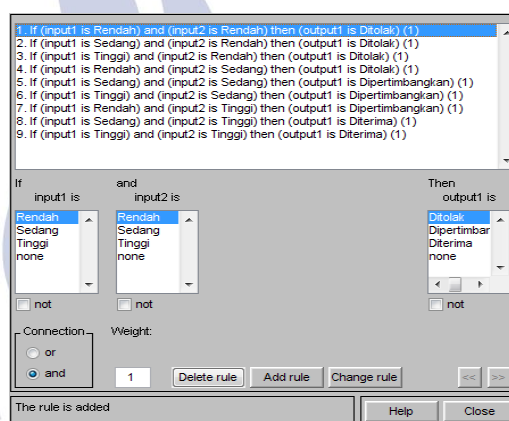 1. If (input1 is Rendah) and (input2 is Rendah) then (output1 is Ditolak) (1)
2. If (input1 is Sedang) and (input2 is Rendah) then (output1 is Ditolak) (1)
3. If (input1 is Tinggi) and (input2 is Rendah) then (output1 is Ditolak) (1)
4. If (input1 is Rendah) and (input2 is Sedang) then (output1 is Ditolak) (1)
5. If (input1 is Sedang) and (input2 is Sedang) then (output1 is Dipertimbangkan) (1)
6. If (input1 is Tinggi) and (input2 is Sedang) then (output1 is Dipertimbangkan) (1)
7. If (input1 is Rendah) and (input2 is Tinggi) then (output1 is Dipertimbangkan) (1)
8. If (input1 is Sedang) and (input2 is Tinggi) then (output1 is Diterima) (1)
9. If (input1 is Tinggi) and (input2 is Tinggi) then (output1 is Diterima) (1)
If and Then
input1 is input2 is output1 is
Rendah Rendah Ditolak
Sedang Sedang Dipertimbar
Tinggi Tinggi Diterima
none none none
not not not
Connection Weight:
or
and 1 Delete rule Add rule Change rule << >>
The rule is added Help Close